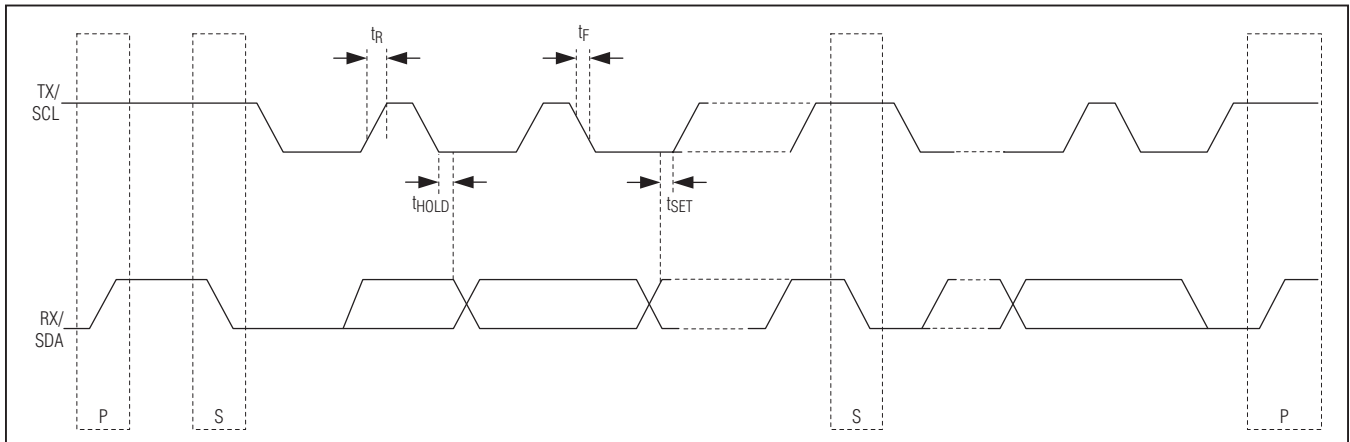 tR
tF
TX/
SCL
tHOLD
tSET
RX/
SDA
P
S
S
P